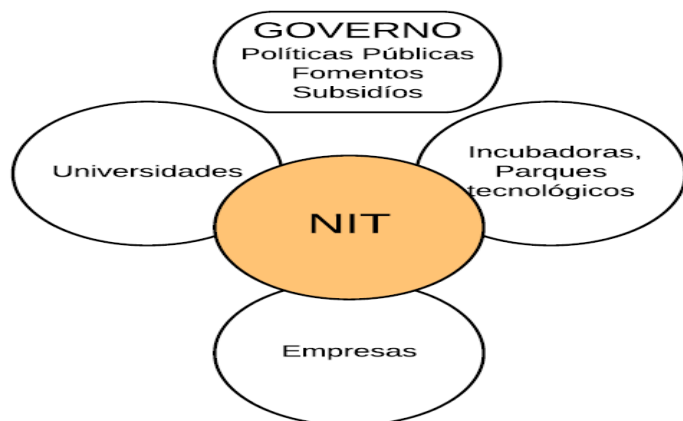 GOVERNO
Políticas Públicas
Fomentos
Subsidíos
Universidades
Incubadoras,
Parques
tecnológicos
NIT
Empresas